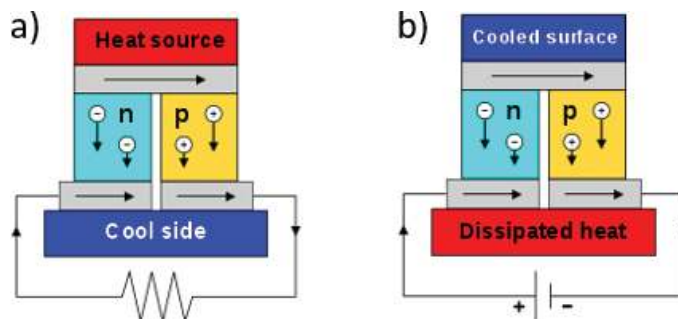 a)
Heat source
n
p
Cool side
b)
Cooled surface
n
p
Dissipated heat
+
-